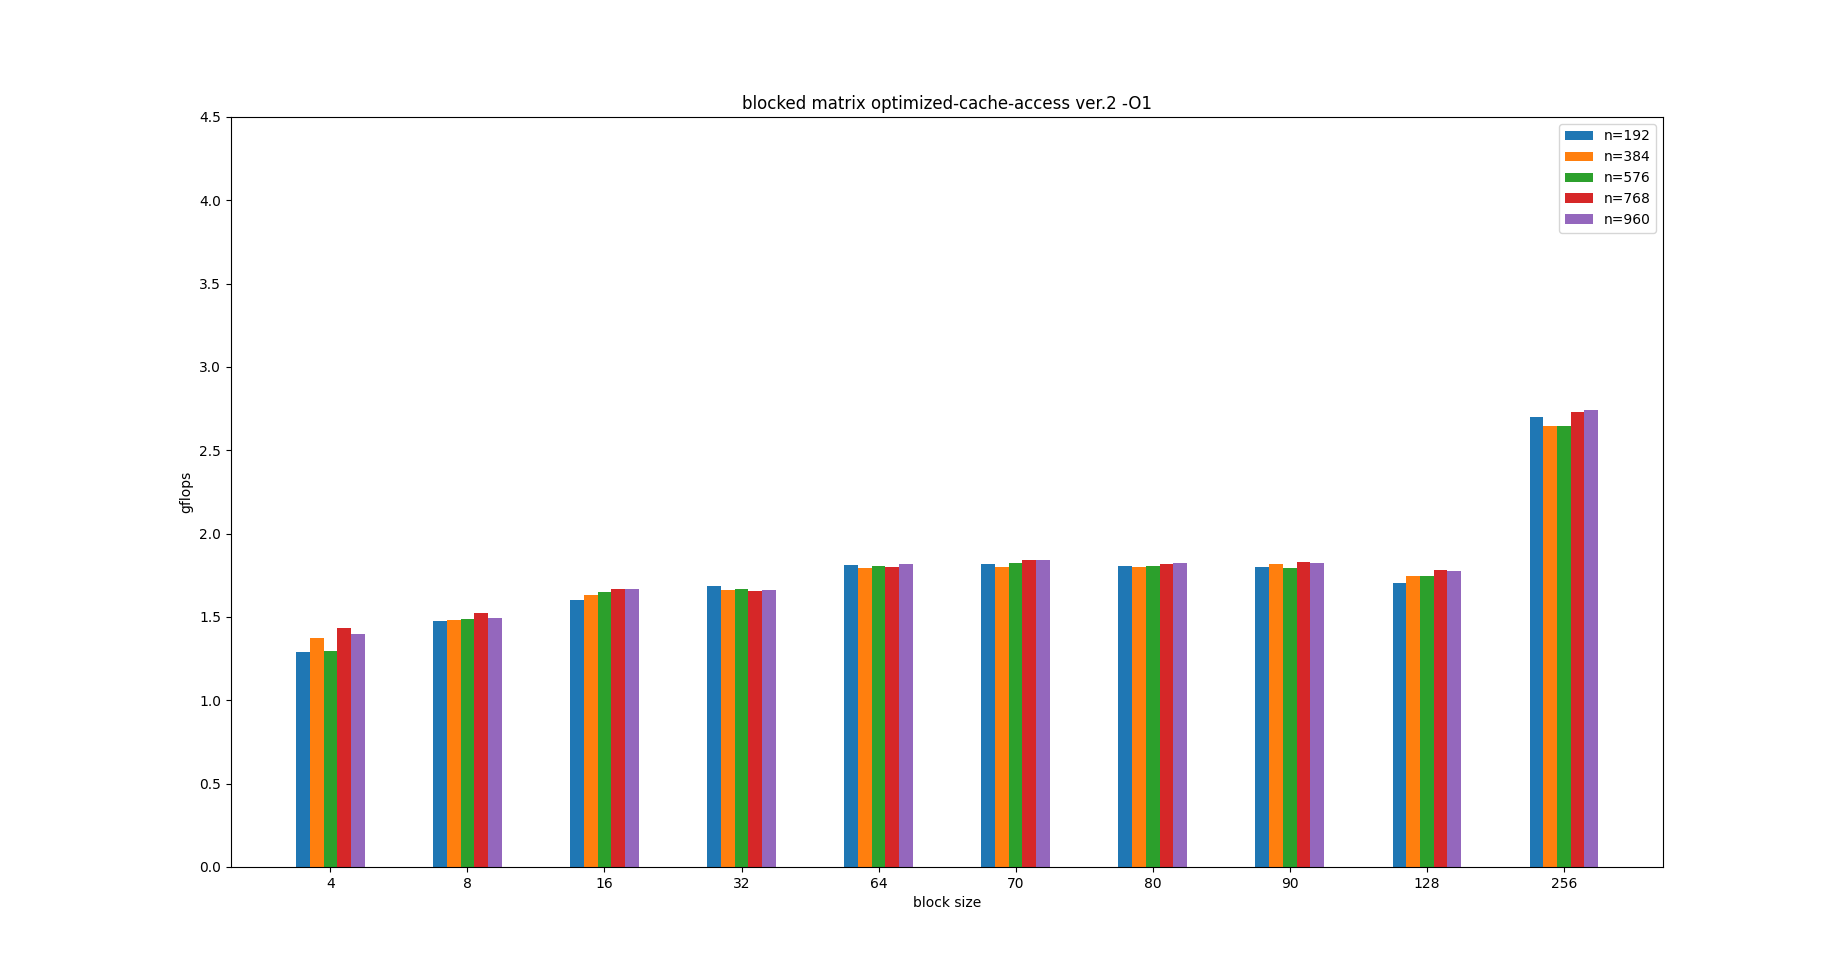 blocked matrix optimized-cache-access ver.2 -O1
n=192
n=384
n=576
n=768
n=960
4.5
4.0
3.5
3.0
2.5
2.0
1.5
1.0
0.5
0.0
gflops
4 8 16 32 64 70 80 90 128 256
block size